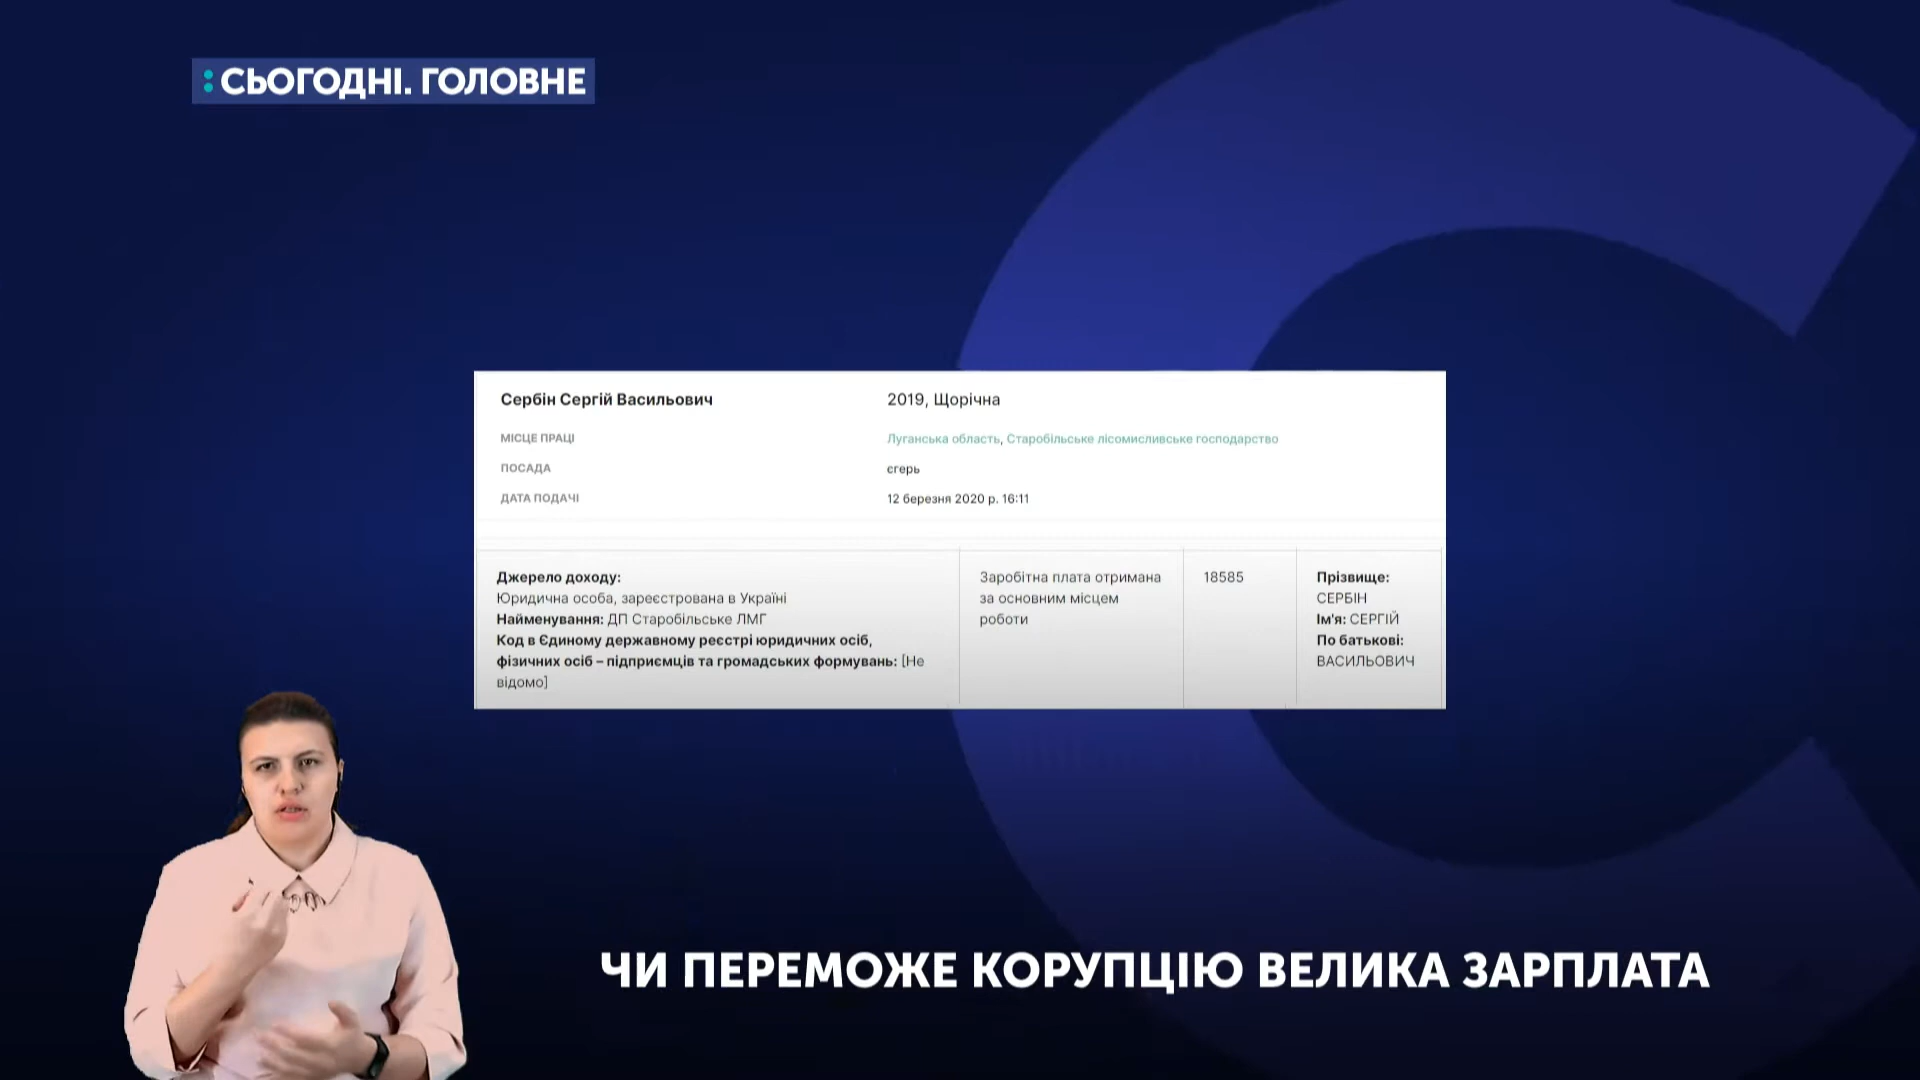 : СЬОГОДНІ. ГОЛОВНЕ
Сербін Сергій Васильович
2019, Щорічна
МІСЦЕ ПРАЦІ
Луганська область, Старобільське лісомисливське господарство
ПОСАДА
єгерь
ДАТА ПОДАЧІ
12 березня 2020 р. 16:11
Джерело доходу:
Юридична особа, зареєстрована в Україні
Найменування: ДП Старобільське ЛМГ
Код в Єдиному державному реєстрі юридичних осіб,
фізичних осіб – підприємців та громадських формувань: [Не
відомо]
Заробітна плата отримана
за основним місцем
роботи
18585
Прізвище:
СЕРБІН
Ім'я: СЕРГІЙ
По батькові:
ВАСИЛЬОВИЧ
ЧИ ПЕРЕМОЖЕ КОРУПЦІЮ ВЕЛИКА ЗАРПЛАТА